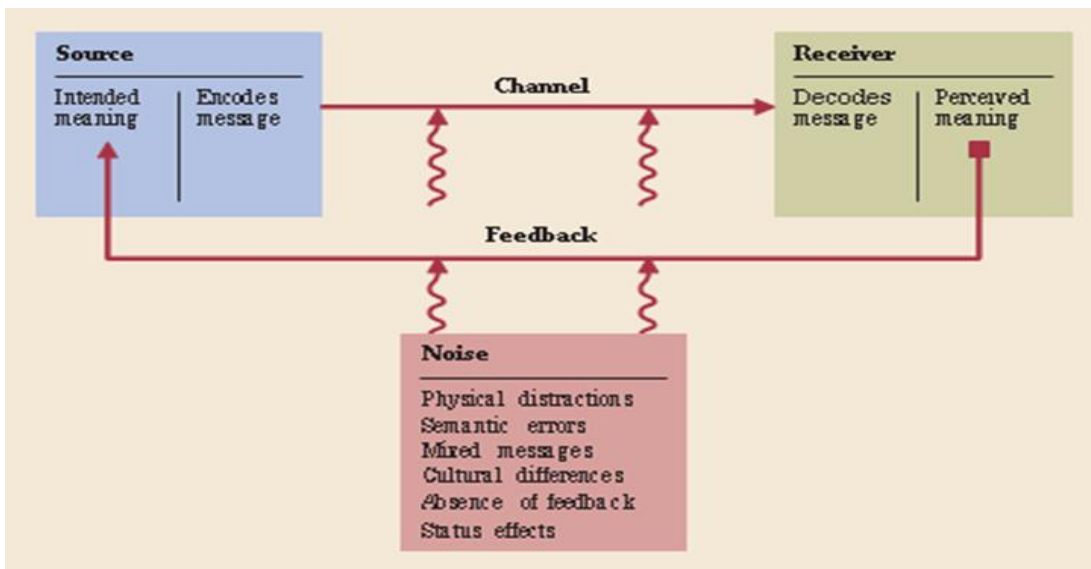 Source
Intended meaning
Encodes message
Channel
Receiver
Decodes message
Perceived meaning
Feedback
Noise
Physical distractions
Semantic errors
Mixed messages
Cultural differences
Absence of feedback
Status effects